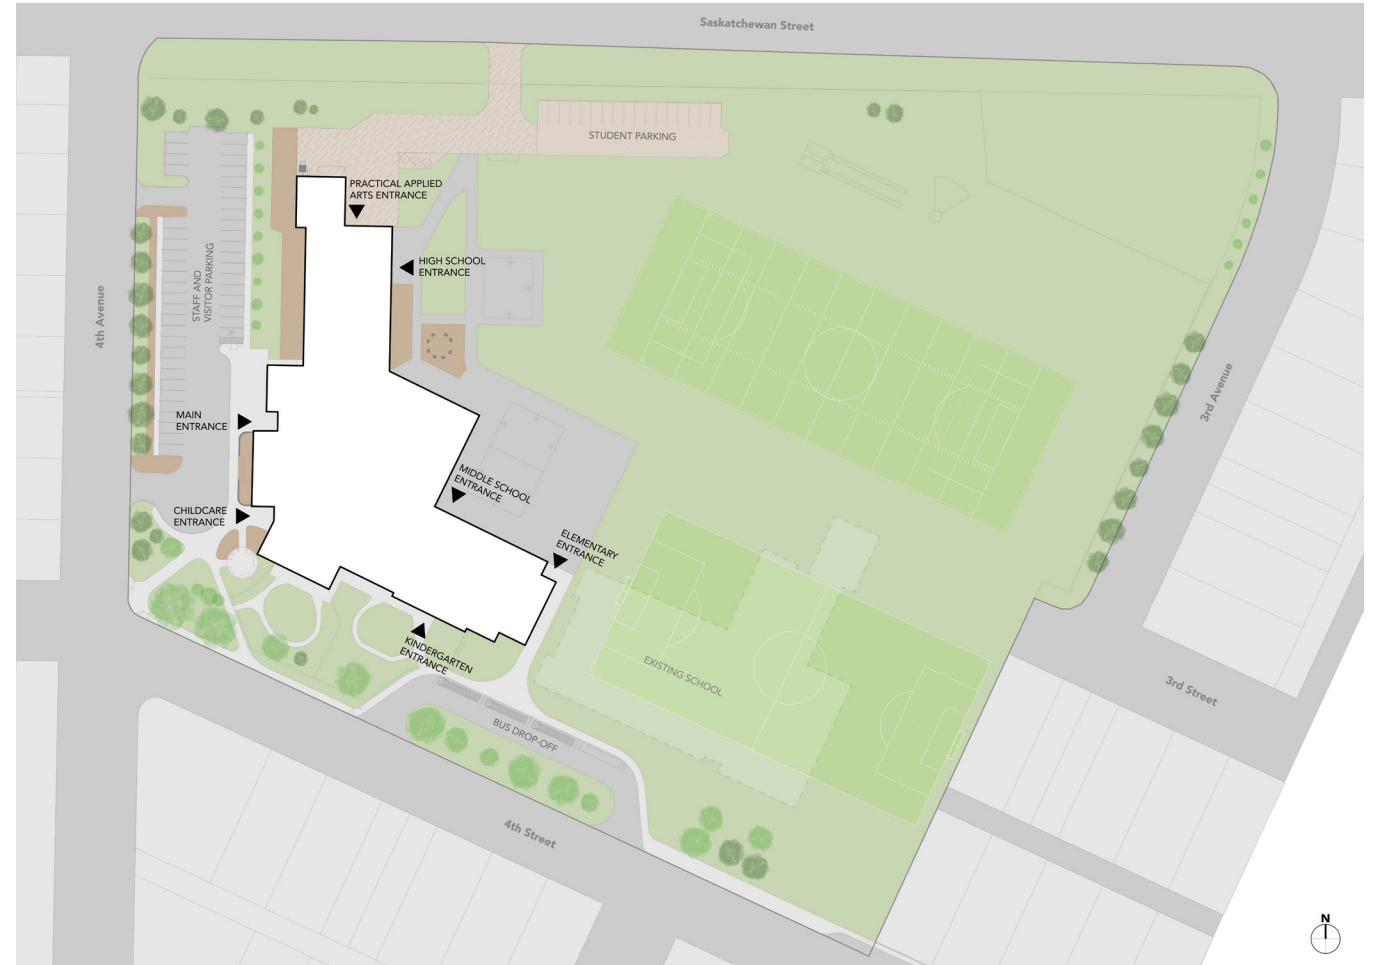 Saskatchewan Street
STUDENT PARKING
PRACTICAL APPLIED
ARTS ENTRANCE
HIGH SCHOOL
ENTRANCE
STAFF AND
VISITOR PARKING
4th Avenue
3rd Avenue
MAIN
ENTRANCE
MIDDLE SCHOOL
ENTRANCE
CHILDCARE
ENTRANCE
ELEMENTARY
ENTRANCE
KINDERGARTEN
ENTRANCE
EXISTING SCHOOL
3rd Street
BUS DROP-OFF
4th Street
N